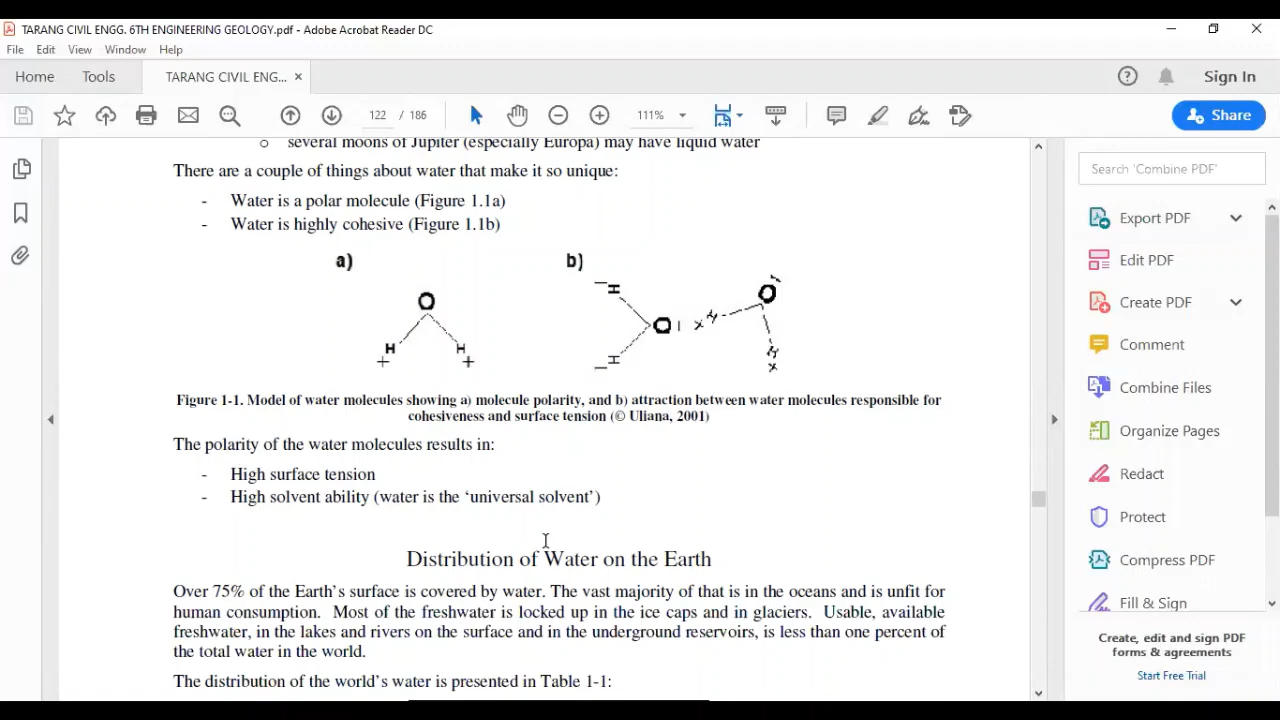 TARANG CIVIL ENGG. 6TH ENGINEERING GEOLOGY.pdf - Adobe Acrobat Reader DC
File Edit View Window Help
Home Tools TARANG CIVIL ENG... × Sign In
122 / 186 111% Share
o several moons of Jupiter (especially Europa) may have liquid water
There are a couple of things about water that make it so unique:
- Water is a polar molecule (Figure 1.1a)
- Water is highly cohesive (Figure 1.1b)
a) b)
O
H H
+ +
– H
O
– H
O
H
H
Figure 1-1. Model of water molecules showing a) molecule polarity, and b) attraction between water molecules responsible for
cohesiveness and surface tension (© Uliana, 2001)
The polarity of the water molecules results in:
- High surface tension
- High solvent ability (water is the ‘universal solvent’)
Distribution of Water on the Earth
Over 75% of the Earth’s surface is covered by water. The vast majority of that is in the oceans and is unfit for
human consumption. Most of the freshwater is locked up in the ice caps and in glaciers. Usable, available
freshwater, in the lakes and rivers on the surface and in the underground reservoirs, is less than one percent of
the total water in the world.
The distribution of the world’s water is presented in Table 1-1:
Search 'Combine PDF'
Export PDF
Edit PDF
Create PDF
Comment
Combine Files
Organize Pages
Redact
Protect
Compress PDF
Fill & Sign
Create, edit and sign PDF
forms & agreements
Start Free Trial